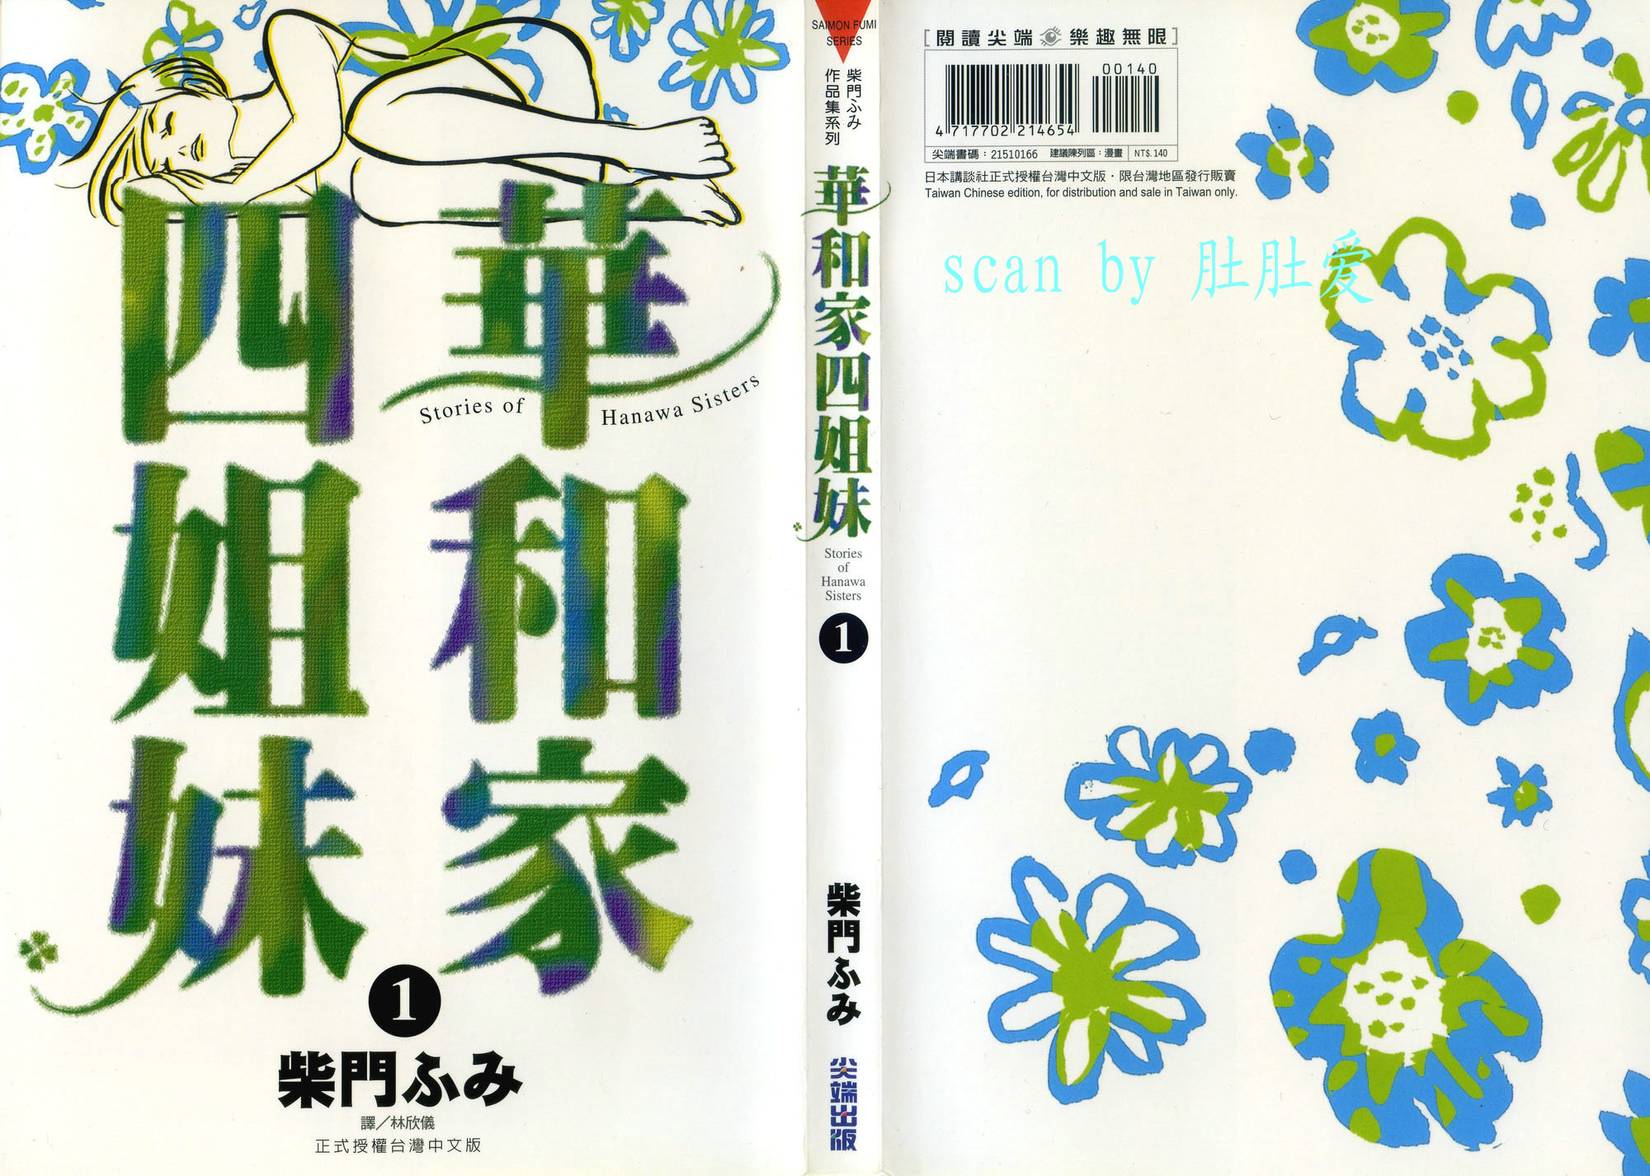 華和家
四姐妹
Stories of Hanawa Sisters
1
柴門ふみ
譯／林欣儀
正式授權台灣中文版
SAIMON FUMI
SERIES
柴門ふみ
作品集系列
華和家四姐妹
Stories
of
Hanawa
Sisters
1
柴門ふみ
尖端出版
[閱讀尖端 樂趣無限]
00140
4 717702 214654
尖端書碼：21510166 建議陳列區：漫畫 NT$. 140
日本講談社正式授權台灣中文版・限台灣地區發行販賣
Taiwan Chinese edition, for distribution and sale in Taiwan only.
scan by 肚肚爱